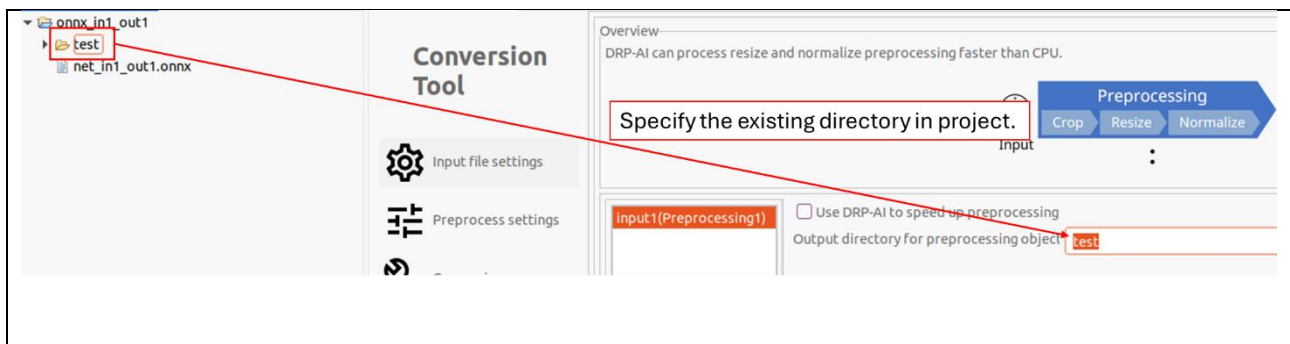 onnx_in1_out1
test
net_in1_out1.onnx
Conversion
Tool
Input file settings
Preprocess settings
Overview
DRP-AI can process resize and normalize preprocessing faster than CPU.
Specify the existing directory in project.
Input
Preprocessing
Crop Resize Normalize
:
input1(Preprocessing1)
Use DRP-AI to speed up preprocessing
Output directory for preprocessing object
test